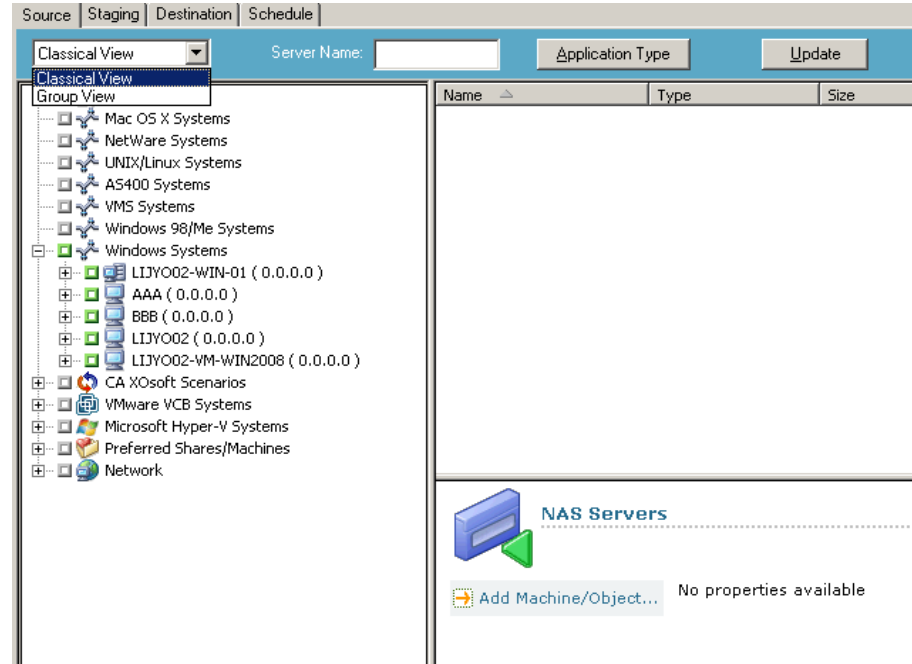 Source Staging Destination Schedule
Classical View Server Name: Application Type Update
Classical View
Group View
Name Type Size
Mac OS X Systems
NetWare Systems
UNIX/Linux Systems
AS400 Systems
VMS Systems
Windows 98/Me Systems
Windows Systems
LIJYO02-WIN-01 ( 0.0.0.0 )
AAA ( 0.0.0.0 )
BBB ( 0.0.0.0 )
LIJYO02 ( 0.0.0.0 )
LIJYO02-VM-WIN2008 ( 0.0.0.0 )
CA XOsoft Scenarios
VMware VCB Systems
Microsoft Hyper-V Systems
Preferred Shares/Machines
Network
NAS Servers
Add Machine/Object... No properties available